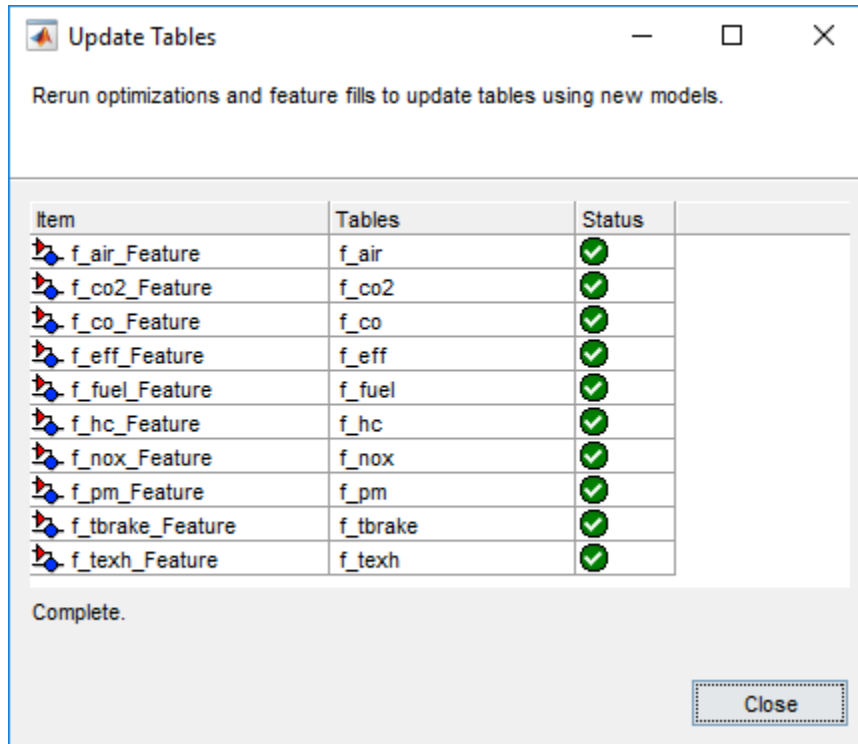 Update Tables
Rerun optimizations and feature fills to update tables using new models.
Item Tables Status
f_air_Feature f_air
f_co2_Feature f_co2
f_co_Feature f_co
f_eff_Feature f_eff
f_fuel_Feature f_fuel
f_hc_Feature f_hc
f_nox_Feature f_nox
f_pm_Feature f_pm
f_tbrake_Feature f_tbrake
f_texh_Feature f_texh
Complete.
Close